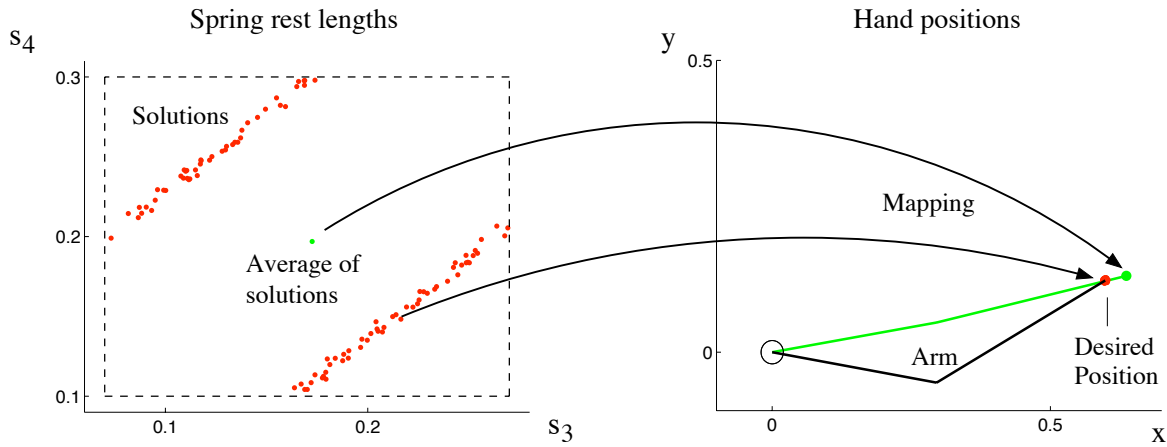 Spring rest lengths
s4
0.3
0.2
0.1
0.1
0.2
s3
Solutions
Average of
solutions
Hand positions
y
0.5
0
0
0.5
x
Mapping
Arm
Desired
Position